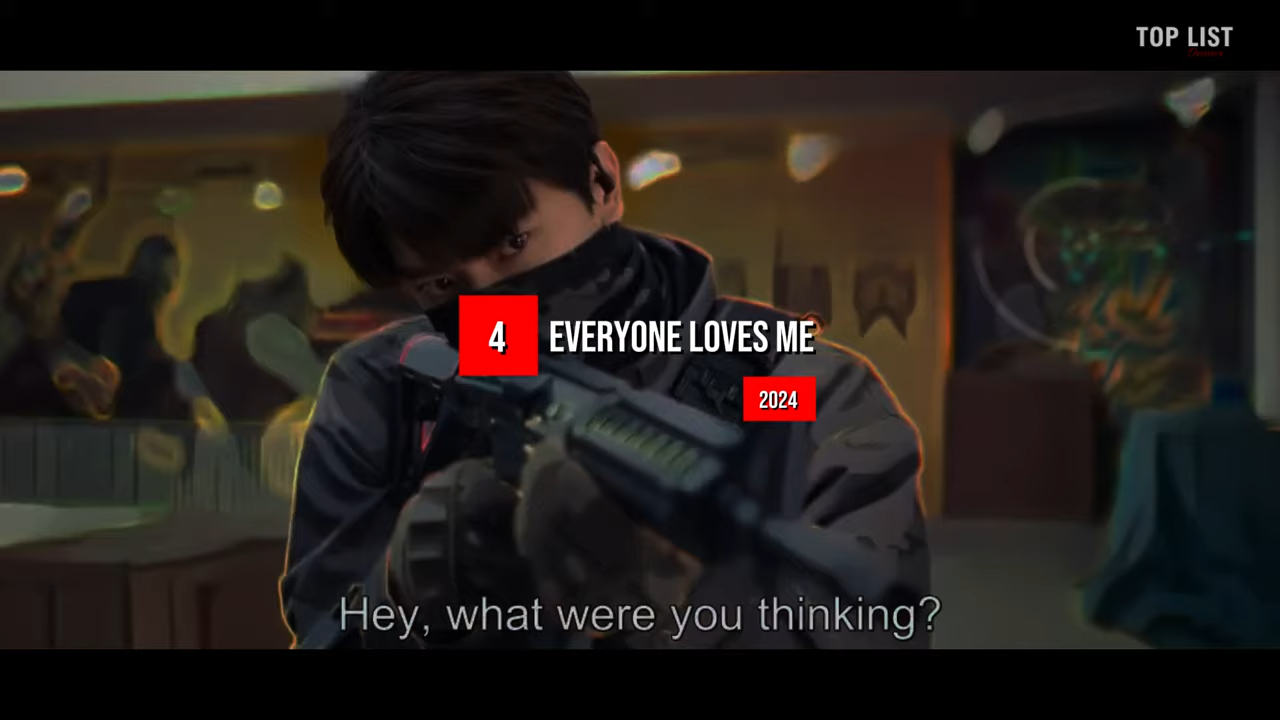 TOP LIST
4
EVERYONE LOVES ME
2024
Hey, what were you thinking?